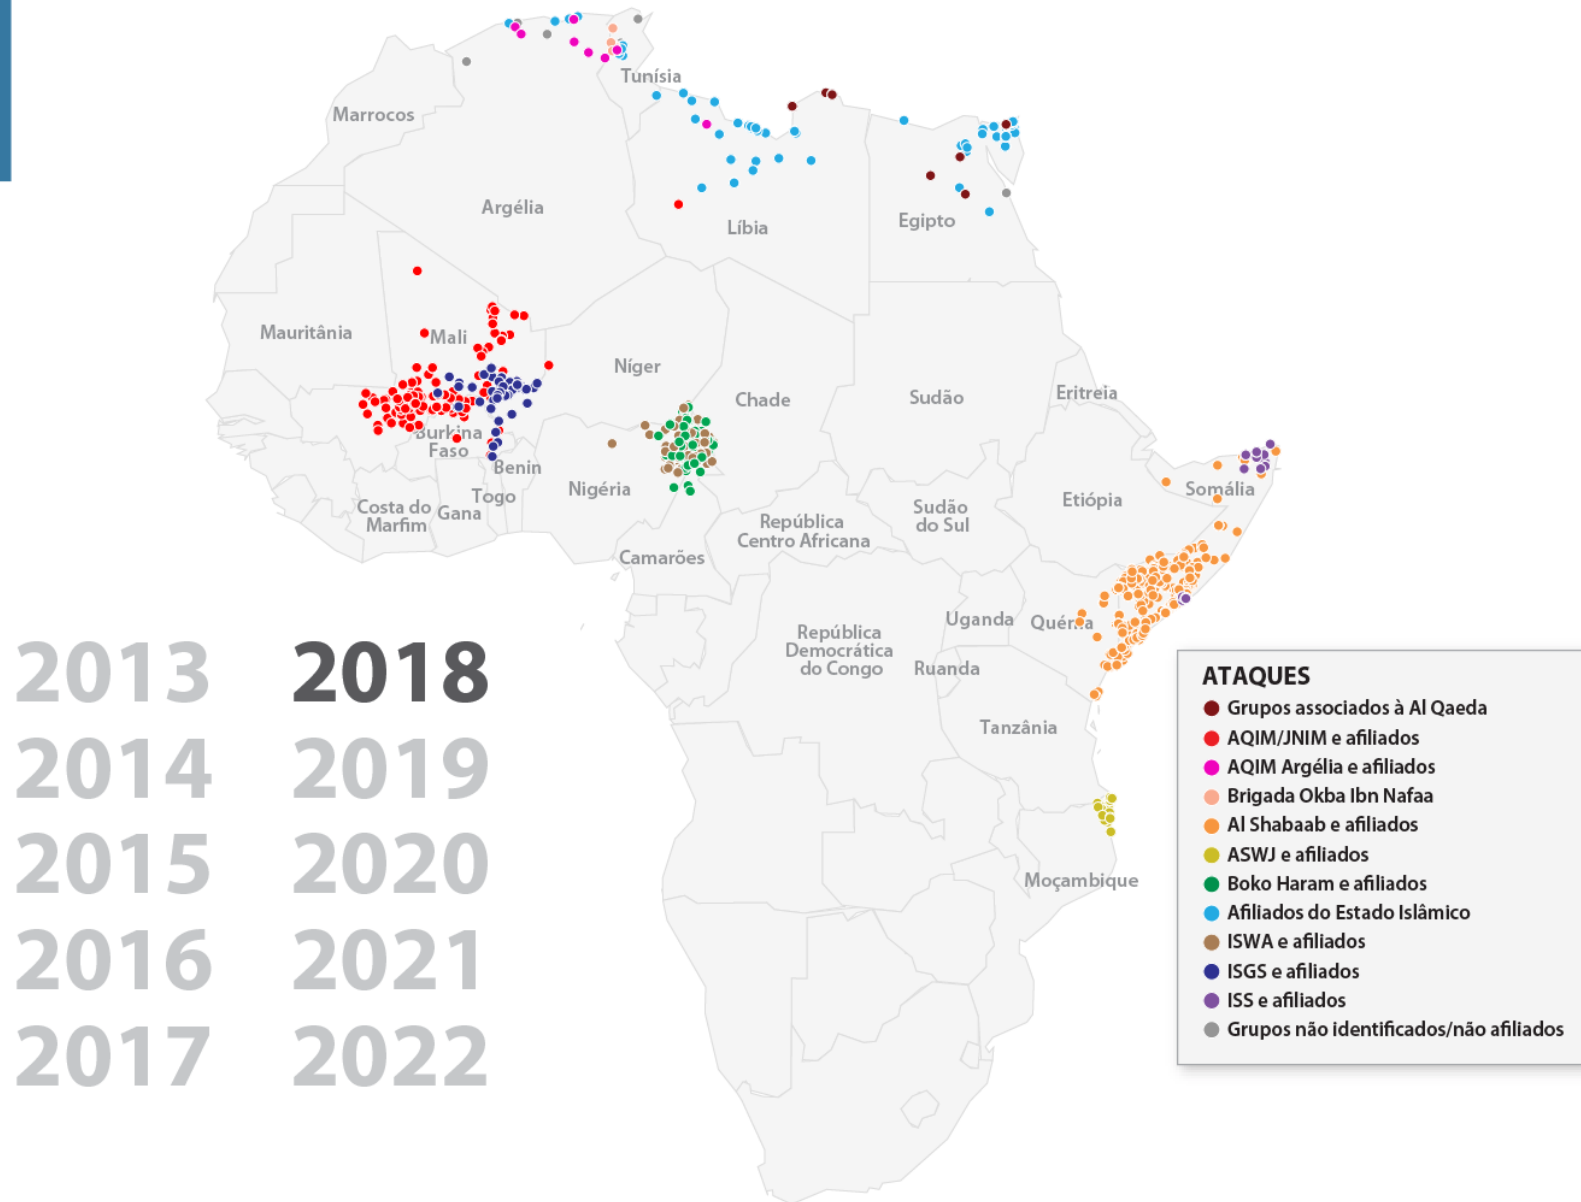 Tunísia
Marrocos
Argélia
Líbia
Egipto
Mauritânia
Mali
Níger
Chade
Sudão
Eritreia
Burkina
Faso
Benin
Togo
Nigéria
Costa do
Marfim
Gana
Camarões
República
Centro Africana
Sudão
do Sul
Etiópia
Somália
Uganda
Quénia
República
Democrática
do Congo
Ruanda
Tanzânia
Moçambique
2013
2018
2014
2019
2015
2020
2016
2021
2017
2022
ATAQUES
Grupos associados à Al Qaeda
AQIM/JNIM e afiliados
AQIM Argélia e afiliados
Brigada Okba Ibn Nafaa
Al Shabaab e afiliados
ASWJ e afiliados
Boko Haram e afiliados
Afiliados do Estado Islâmico
ISWA e afiliados
ISGS e afiliados
ISS e afiliados
Grupos não identificados/não afiliados